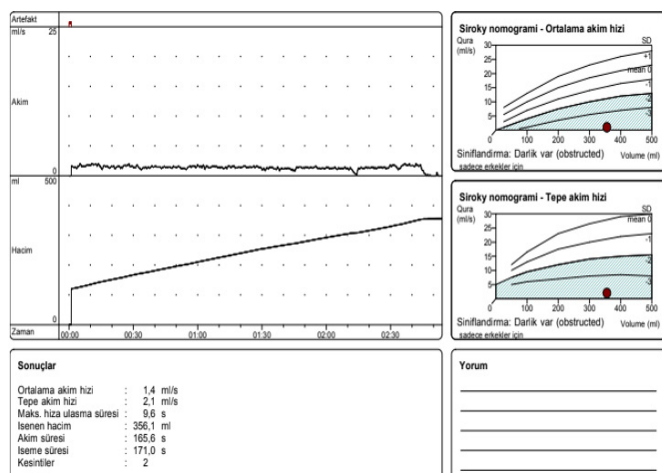 Artefakt
ml/s 25
Akim
0
ml 500
Hacim
0
Zaman 00:00 00:30 01:00 01:30 02:00 02:30
Siroky nomogrami - Ortalama akim hizi
Qura SD
(ml/s) 30
25
20
15
10
5
+1
mean 0
-1
-2
-3
0 100 200 300 400 500
Siniflandirma: Darlik var (obstructed) Volume (ml)
sadece erkekler için
Siroky nomogrami - Tepe akim hizi
Qura SD
(ml/s) 30
25
20
15
10
5
mean 0
-1
-2
-3
0 100 200 300 400 500
Siniflandirma: Darlik var (obstructed) Volume (ml)
sadece erkekler için
Sonuçlar
Ortalama akim hizi : 1,4 ml/s
Tepe akim hizi : 2,1 ml/s
Maks. hiza ulasma süresi : 9,6 s
Isenen hacim : 356,1 ml
Akim süresi : 165,6 s
Iseme süresi : 171,0 s
Kesintiler : 2
Yorum